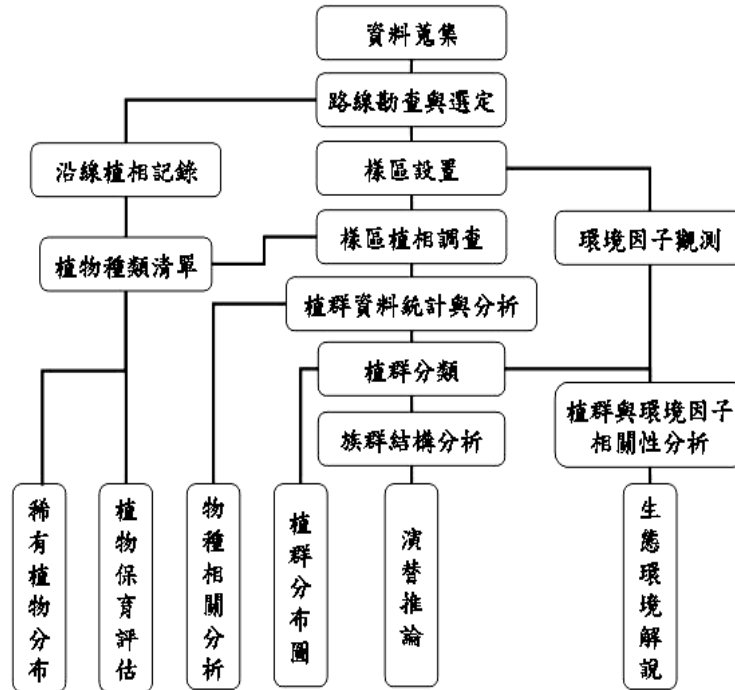 資料蒐集
路線勘查與選定
沿線植相記錄
樣區設置
樣區植相調查
環境因子觀測
植物種類清單
植群資料統計與分析
植群分類
植群與環境因子
相關性分析
族群結構分析
稀有植物分布
植物保育評估
物種相關分析
植群分布圖
演替推論
生態環境解說